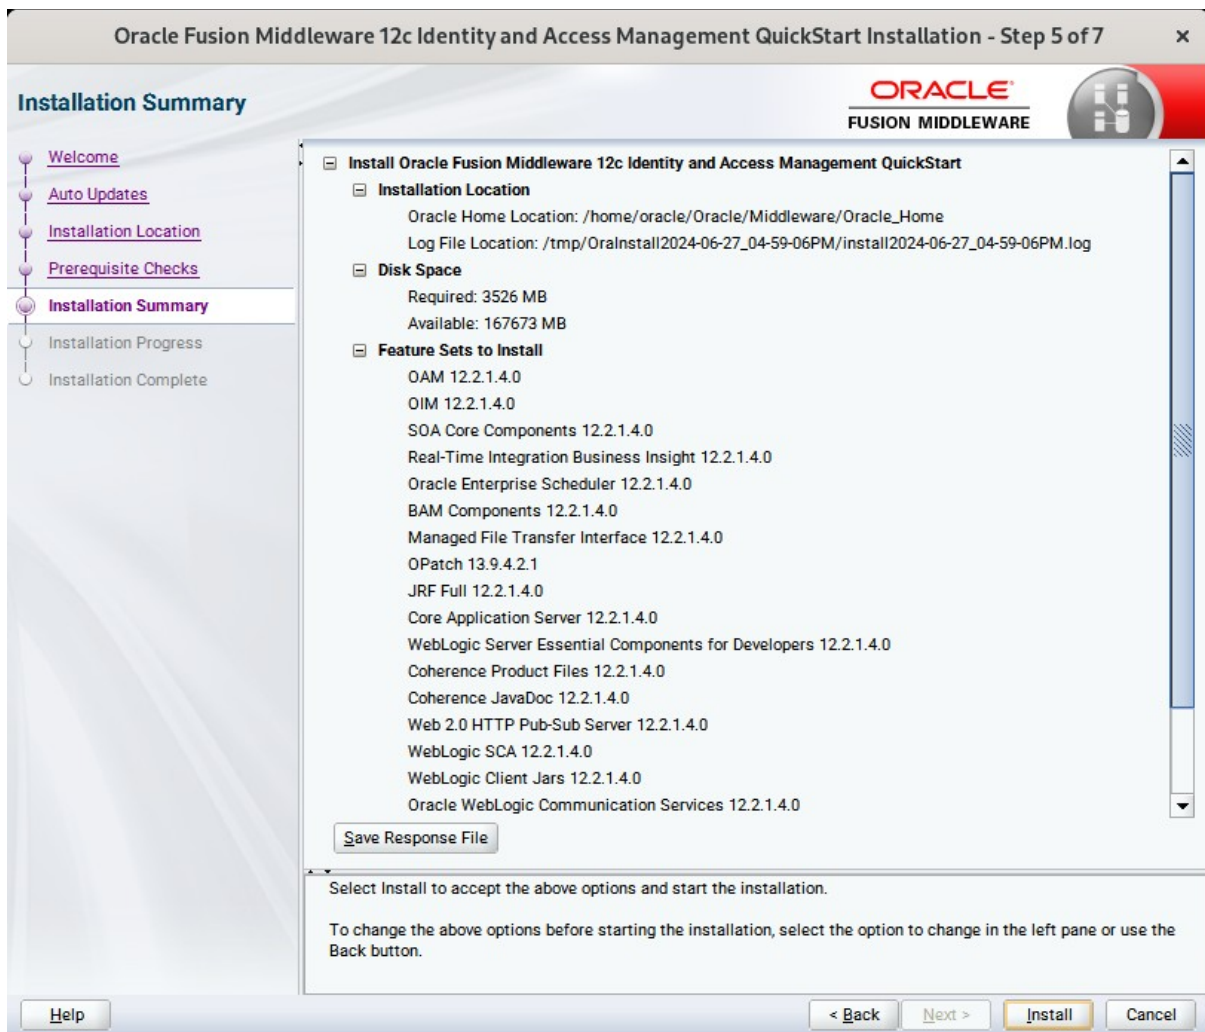 Oracle Fusion Middleware 12c Identity and Access Management QuickStart Installation - Step 5 of 7
Installation Summary
ORACLE
FUSION MIDDLEWARE
Welcome
Auto Updates
Installation Location
Prerequisite Checks
Installation Summary
Installation Progress
Installation Complete
Install Oracle Fusion Middleware 12c Identity and Access Management QuickStart
Installation Location
Oracle Home Location: /home/oracle/Oracle/Middleware/Oracle_Home
Log File Location: /tmp/OraInstall2024-06-27_04-59-06PM/install2024-06-27_04-59-06PM.log
Disk Space
Required: 3526 MB
Available: 167673 MB
Feature Sets to Install
OAM 12.2.1.4.0
OIM 12.2.1.4.0
SOA Core Components 12.2.1.4.0
Real-Time Integration Business Insight 12.2.1.4.0
Oracle Enterprise Scheduler 12.2.1.4.0
BAM Components 12.2.1.4.0
Managed File Transfer Interface 12.2.1.4.0
OPatch 13.9.4.2.1
JRF Full 12.2.1.4.0
Core Application Server 12.2.1.4.0
WebLogic Server Essential Components for Developers 12.2.1.4.0
Coherence Product Files 12.2.1.4.0
Coherence JavaDoc 12.2.1.4.0
Web 2.0 HTTP Pub-Sub Server 12.2.1.4.0
WebLogic SCA 12.2.1.4.0
WebLogic Client Jars 12.2.1.4.0
Oracle WebLogic Communication Services 12.2.1.4.0
Save Response File
Select Install to accept the above options and start the installation.
To change the above options before starting the installation, select the option to change in the left pane or use the
Back button.
Help
< Back
Next >
Install
Cancel